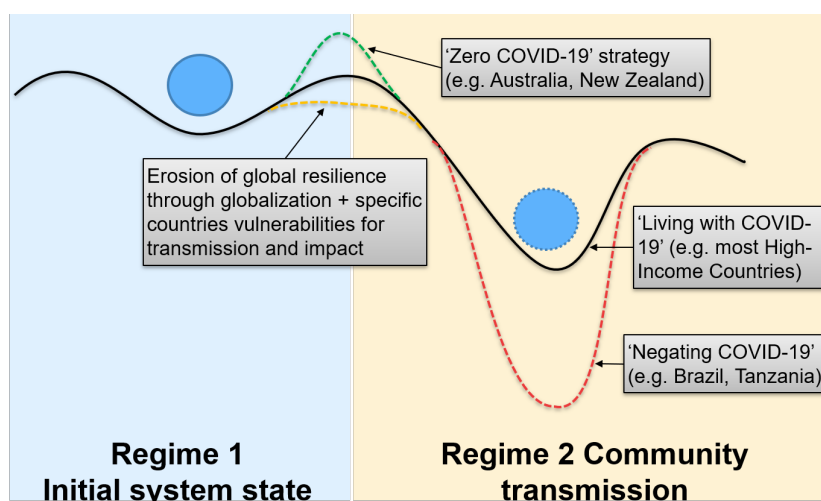 ‘Zero COVID-19’ strategy
(e.g. Australia, New Zealand)
Erosion of global resilience
through globalization + specific
countries vulnerabilities for
transmission and impact
‘Living with COVID-
19’ (e.g. most High-
Income Countries)
‘Negating COVID-19’
(e.g. Brazil, Tanzania)
Regime 1
Initial system state
Regime 2 Community
transmission